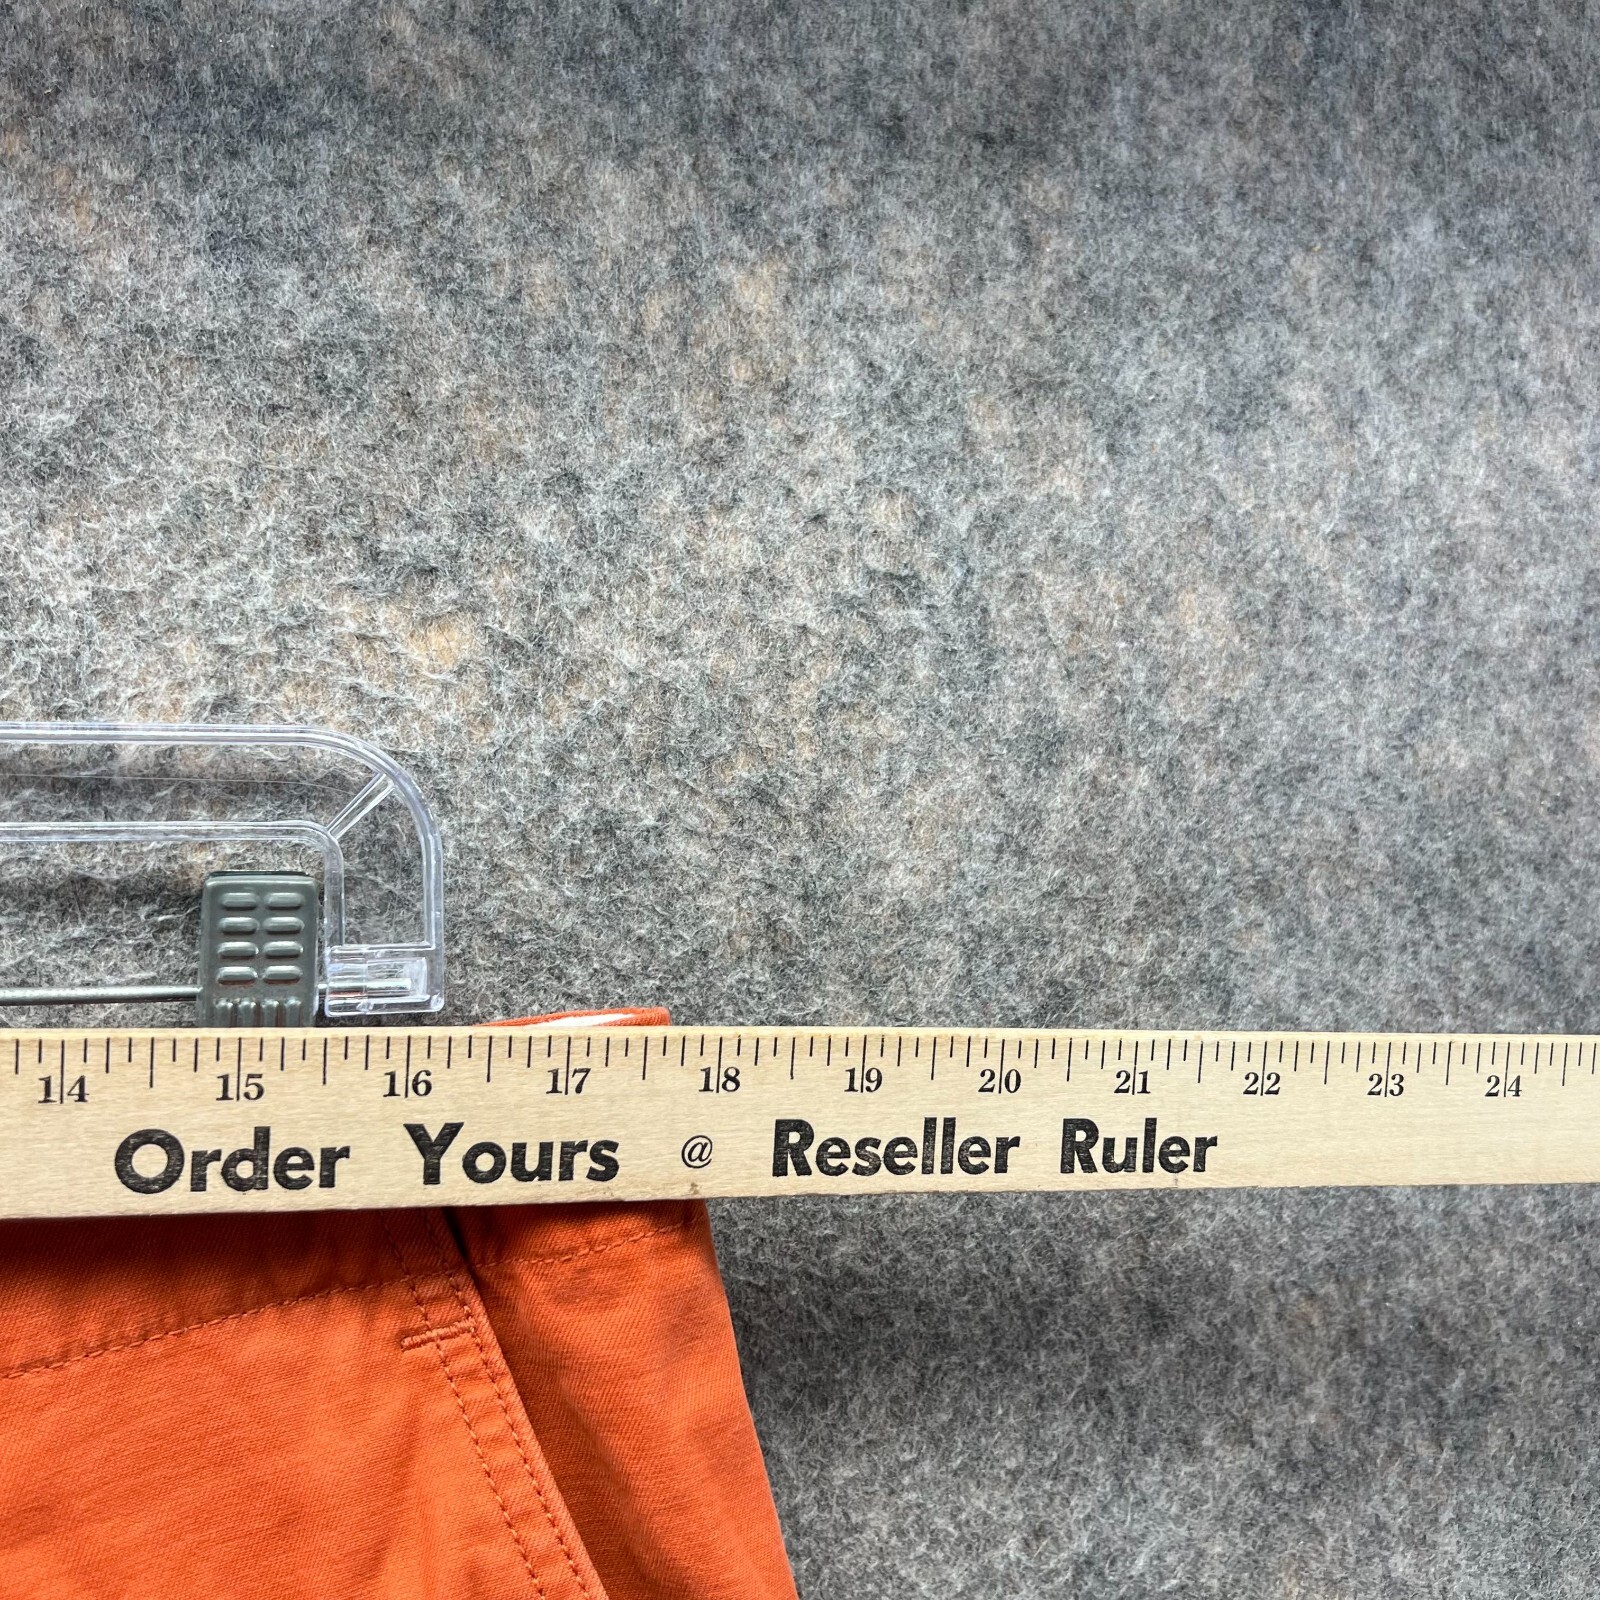 14 15 16 17 18 19 20 21 22 23 24
Order Yours @ Reseller Ruler